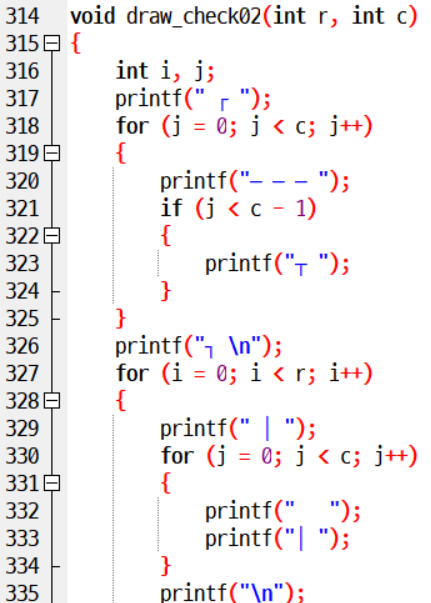 314 void draw_check02(int r, int c)
315 {
316     int i, j;
317     printf(" ┌ ");
318     for (j = 0; j < c; j++)
319     {
320         printf("─ ─ ─ ");
321         if (j < c - 1)
322         {
323             printf("┬ ");
324         }
325     }
326     printf("┐ \n");
327     for (i = 0; i < r; i++)
328     {
329         printf(" │ ");
330         for (j = 0; j < c; j++)
331         {
332             printf("   ");
333             printf("│ ");
334         }
335         printf("\n");